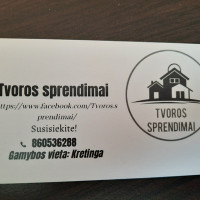 Tvoros sprendimai
https://www.facebook.com/Tvoros.s
prendimai/
Susisiekite!
860536288
Gamybos vieta: Kretinga
TVOROS
SPRENDIMAI